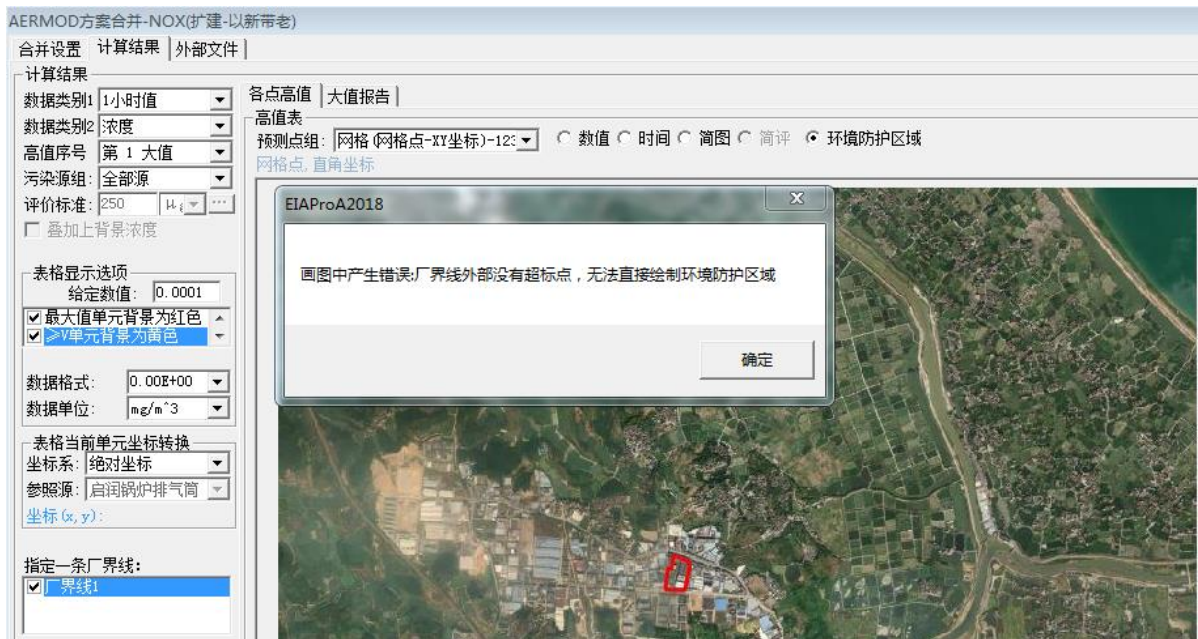 AERMOD方案合并-NOX(扩建-以新带老)
合并设置 计算结果 外部文件
计算结果
数据类别1 1小时值
数据类别2 浓度
高值序号 第 1 大值
污染源组: 全部源
评价标准: 250
叠加上背景浓度
表格显示选项
给定数值: 0.0001
最大值单元背景为红色
≥V单元背景为黄色
数据格式: 0.00E+00
数据单位: mg/m^3
表格当前单元坐标转换
坐标系: 绝对坐标
参照源: 启润锅炉排气筒
坐标(x,y):
指定一条厂界线:
厂界线1
各点高值 大值报告
高值表
预测点组: 网格(网格点-XY坐标)-123 数值 时间 简图 简评 环境防护区域
网格点, 直角坐标
EIAProA2018
画图中产生错误:厂界线外部没有超标点，无法直接绘制环境防护区域
确定